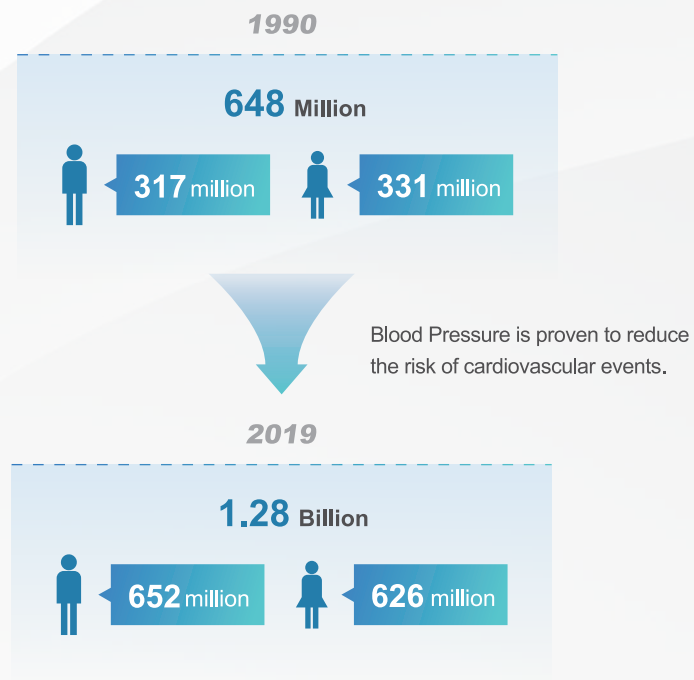 1990
648 Million
317 million
331 million
Blood Pressure is proven to reduce
the risk of cardiovascular events.
2019
1.28 Billion
652 million
626 million